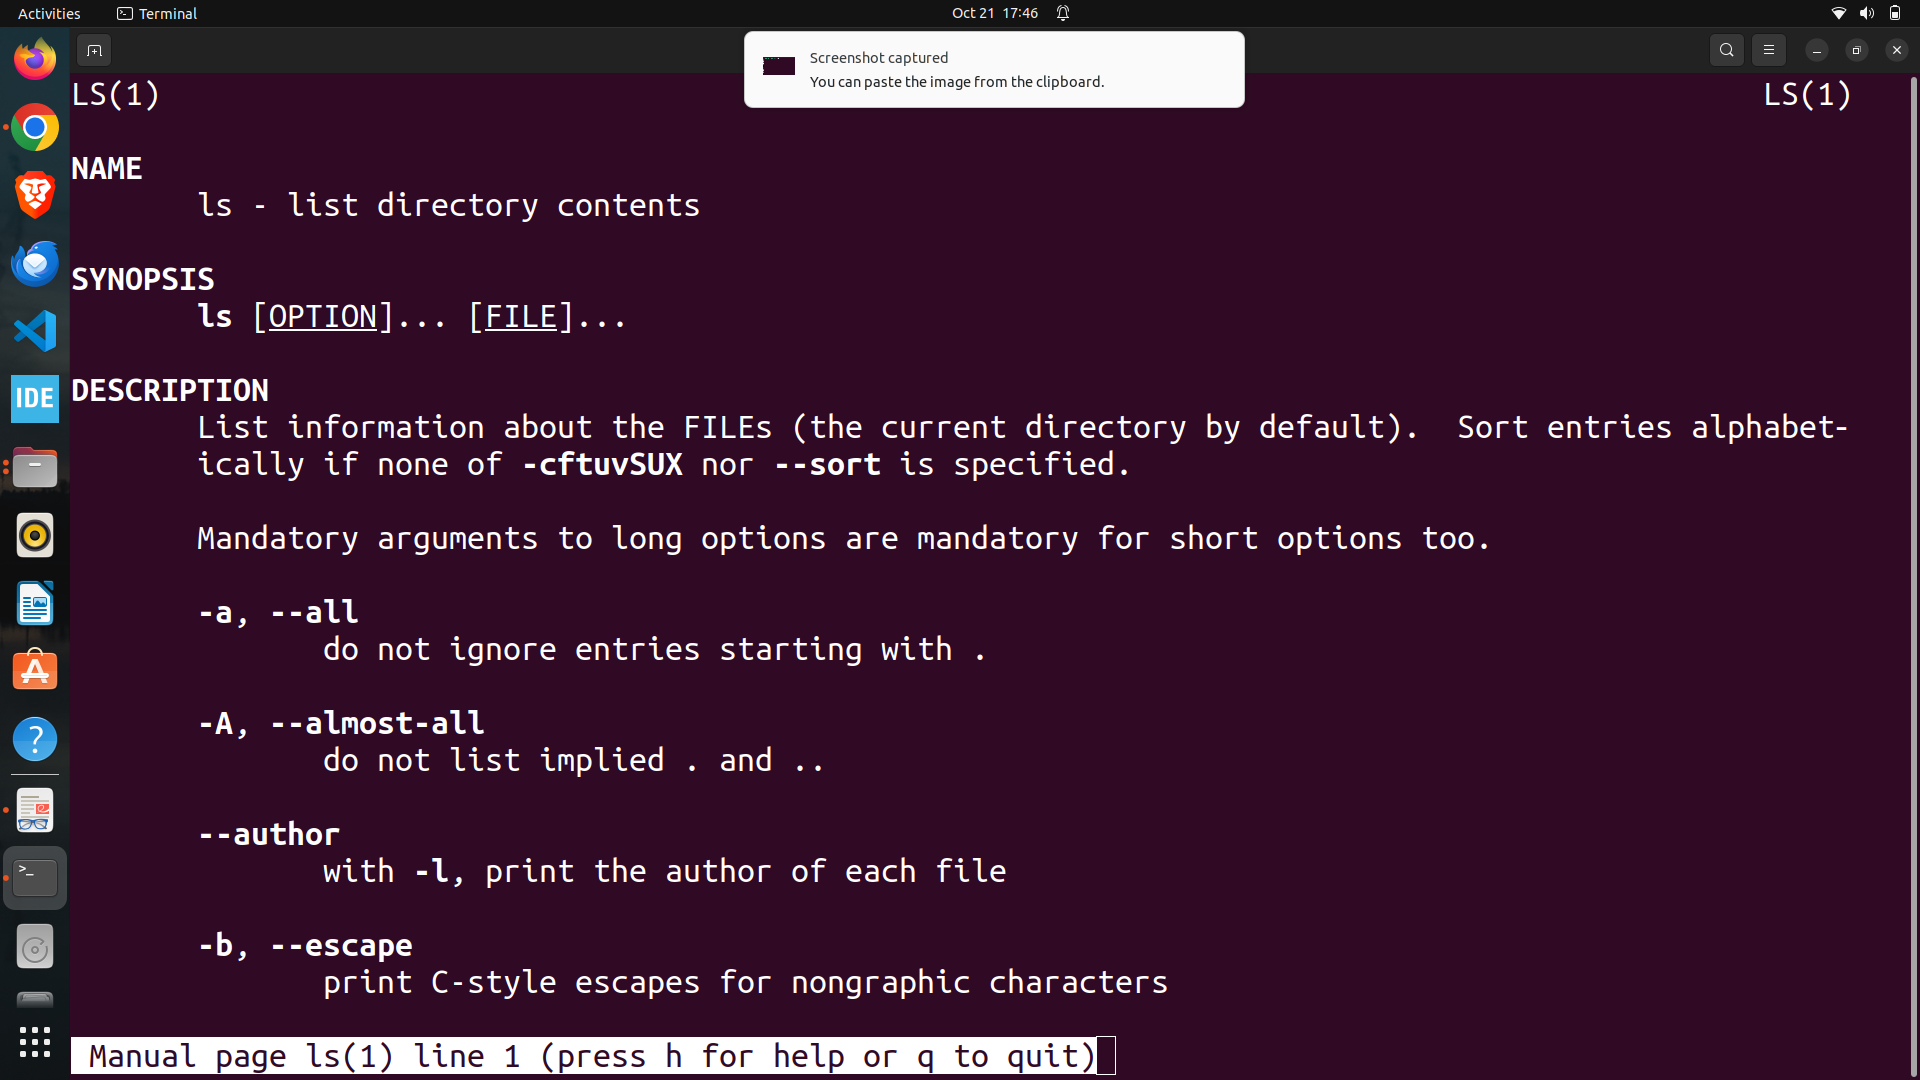 Activities
Terminal
Oct 21 17:46
Screenshot captured
You can paste the image from the clipboard.
LS(1) LS(1)
NAME
ls - list directory contents
SYNOPSIS
ls [OPTION]... [FILE]...
DESCRIPTION
List information about the FILEs (the current directory by default).  Sort entries alphabet‐
ically if none of -cftuvSUX nor --sort is specified.
Mandatory arguments to long options are mandatory for short options too.
-a, --all
do not ignore entries starting with .
-A, --almost-all
do not list implied . and ..
--author
with -l, print the author of each file
-b, --escape
print C-style escapes for nongraphic characters
Manual page ls(1) line 1 (press h for help or q to quit)
IDE